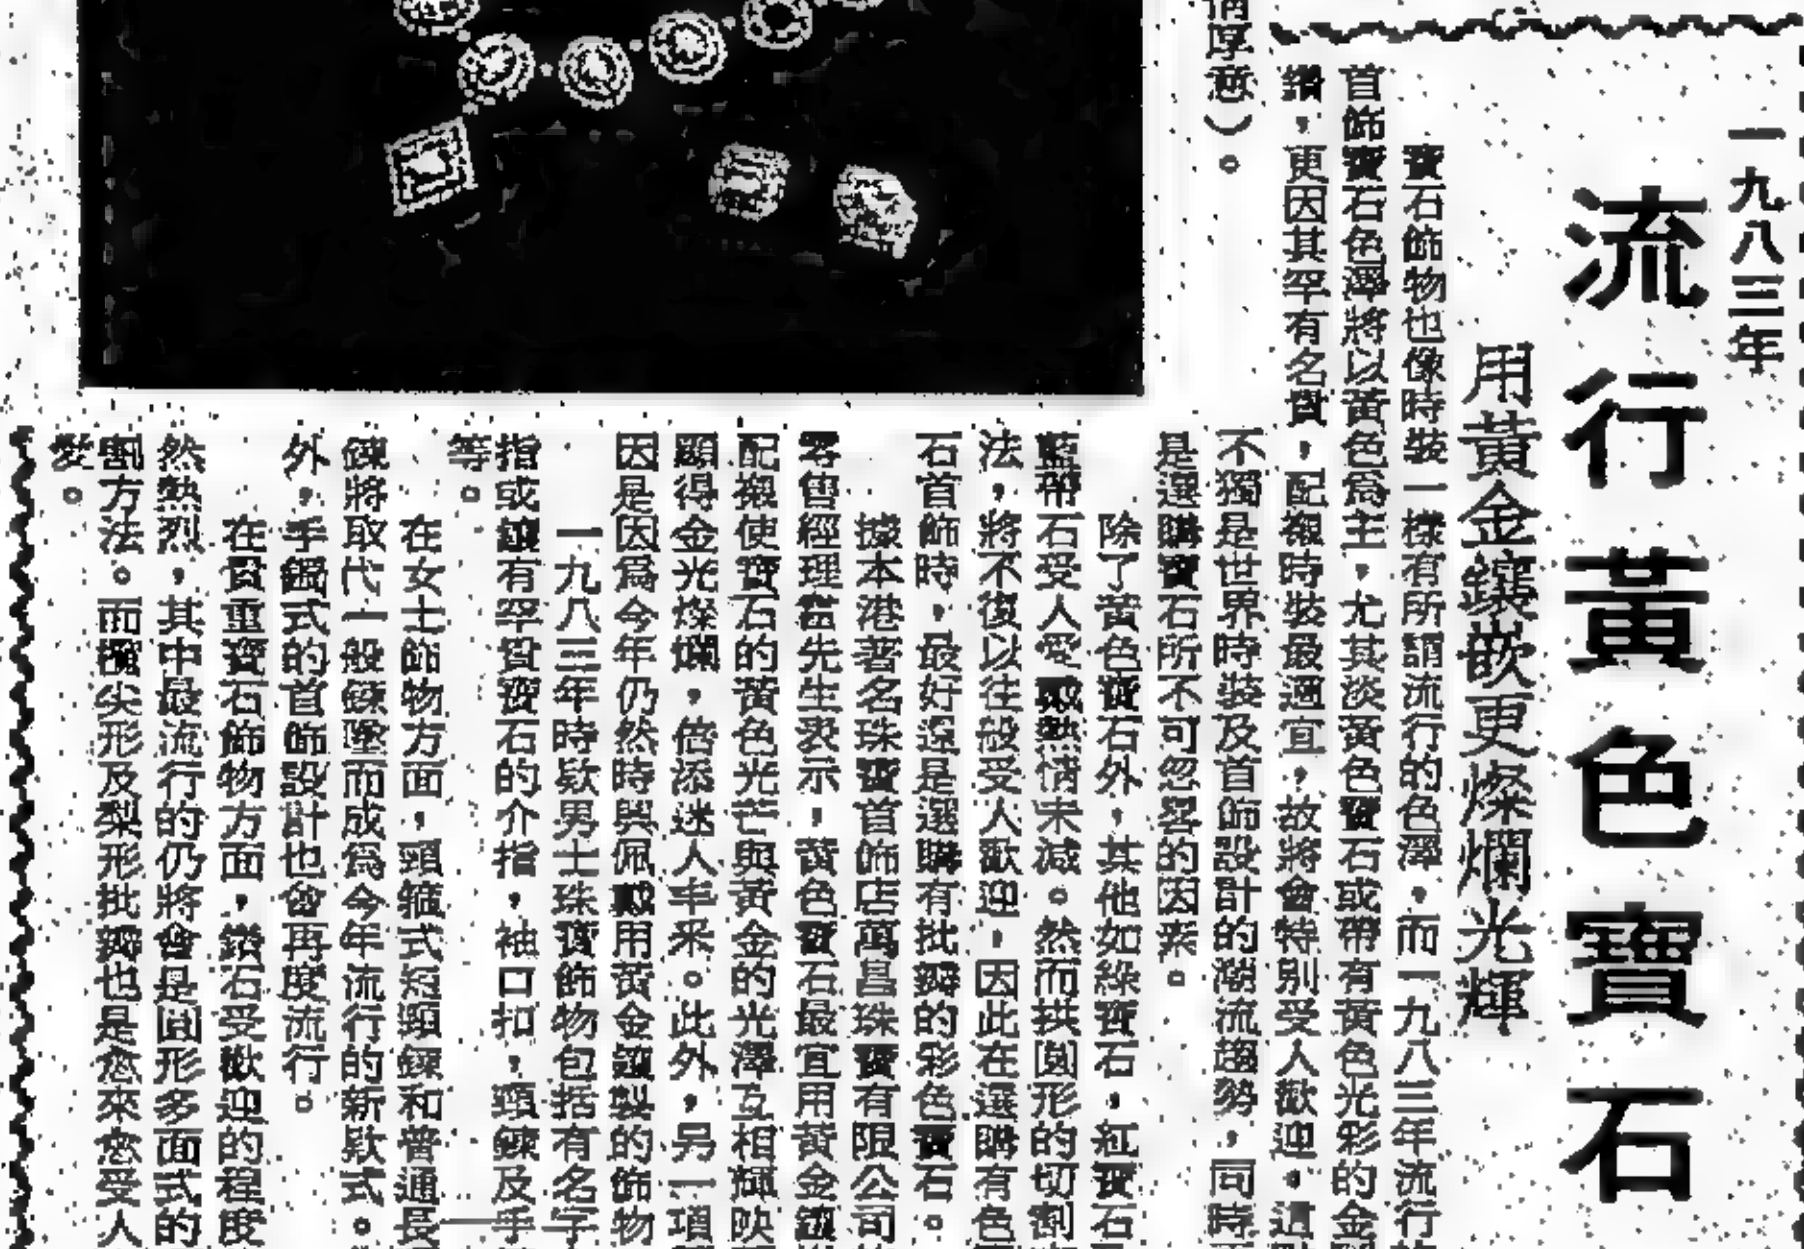 一九八三年
流行黃色寶石
用黃金鑲嵌更燦爛光輝
寶石飾物也像時裝一樣有所謂流行的色澤，而一九八三年流行
首飾寶石色澤將以黃色爲主，尤其淡黃色寶石或帶有黃色光彩的金
鑽，更因其罕有名貴，配襯時裝最適宜，故將會特別受人歡迎。這
厚意）。
不獨是世界時裝及首飾設計的潮流趨勢，同時
是選購寶石所不可忽畧的因素。
除了黃色寶石外，其他如綠寶石，紅寶石
藍帶石受人愛戴熱情未減。然而拱圓形的切割
法，將不復以往般受人歡迎，因此在選購有色
石首飾時，最好還是選購有批瓣的彩色寶石。
據本港著名珠寶首飾店萬昌珠寶有限公司
零售經理 先生表示，黃色寶石最宜用黃金鑲
配襯使寶石的黃色光芒與黃金的光澤互相輝映
顯得金光燦爛，倍添迷人丰采。此外，另一項
因是因爲今年仍然時興佩戴用黃金鑲製的飾物
一九八三年時欵男士珠寶飾物包括有名字
指或鑲有罕貴寶石的介指，袖口扣，頸鍊及手
等。
在女士飾物方面，頸箍式短頸鍊和普通長
鍊將取代一般鍊墜而成爲今年流行的新欵式。
外，手鐲式的首飾設計也會再度流行。
在貴重寶石飾物方面，鑽石受歡迎的程度
然熱烈，其中最流行的仍將會是圓形多面式的
割方法。而欖尖形及梨形批瓣也是愈來愈受人
愛。